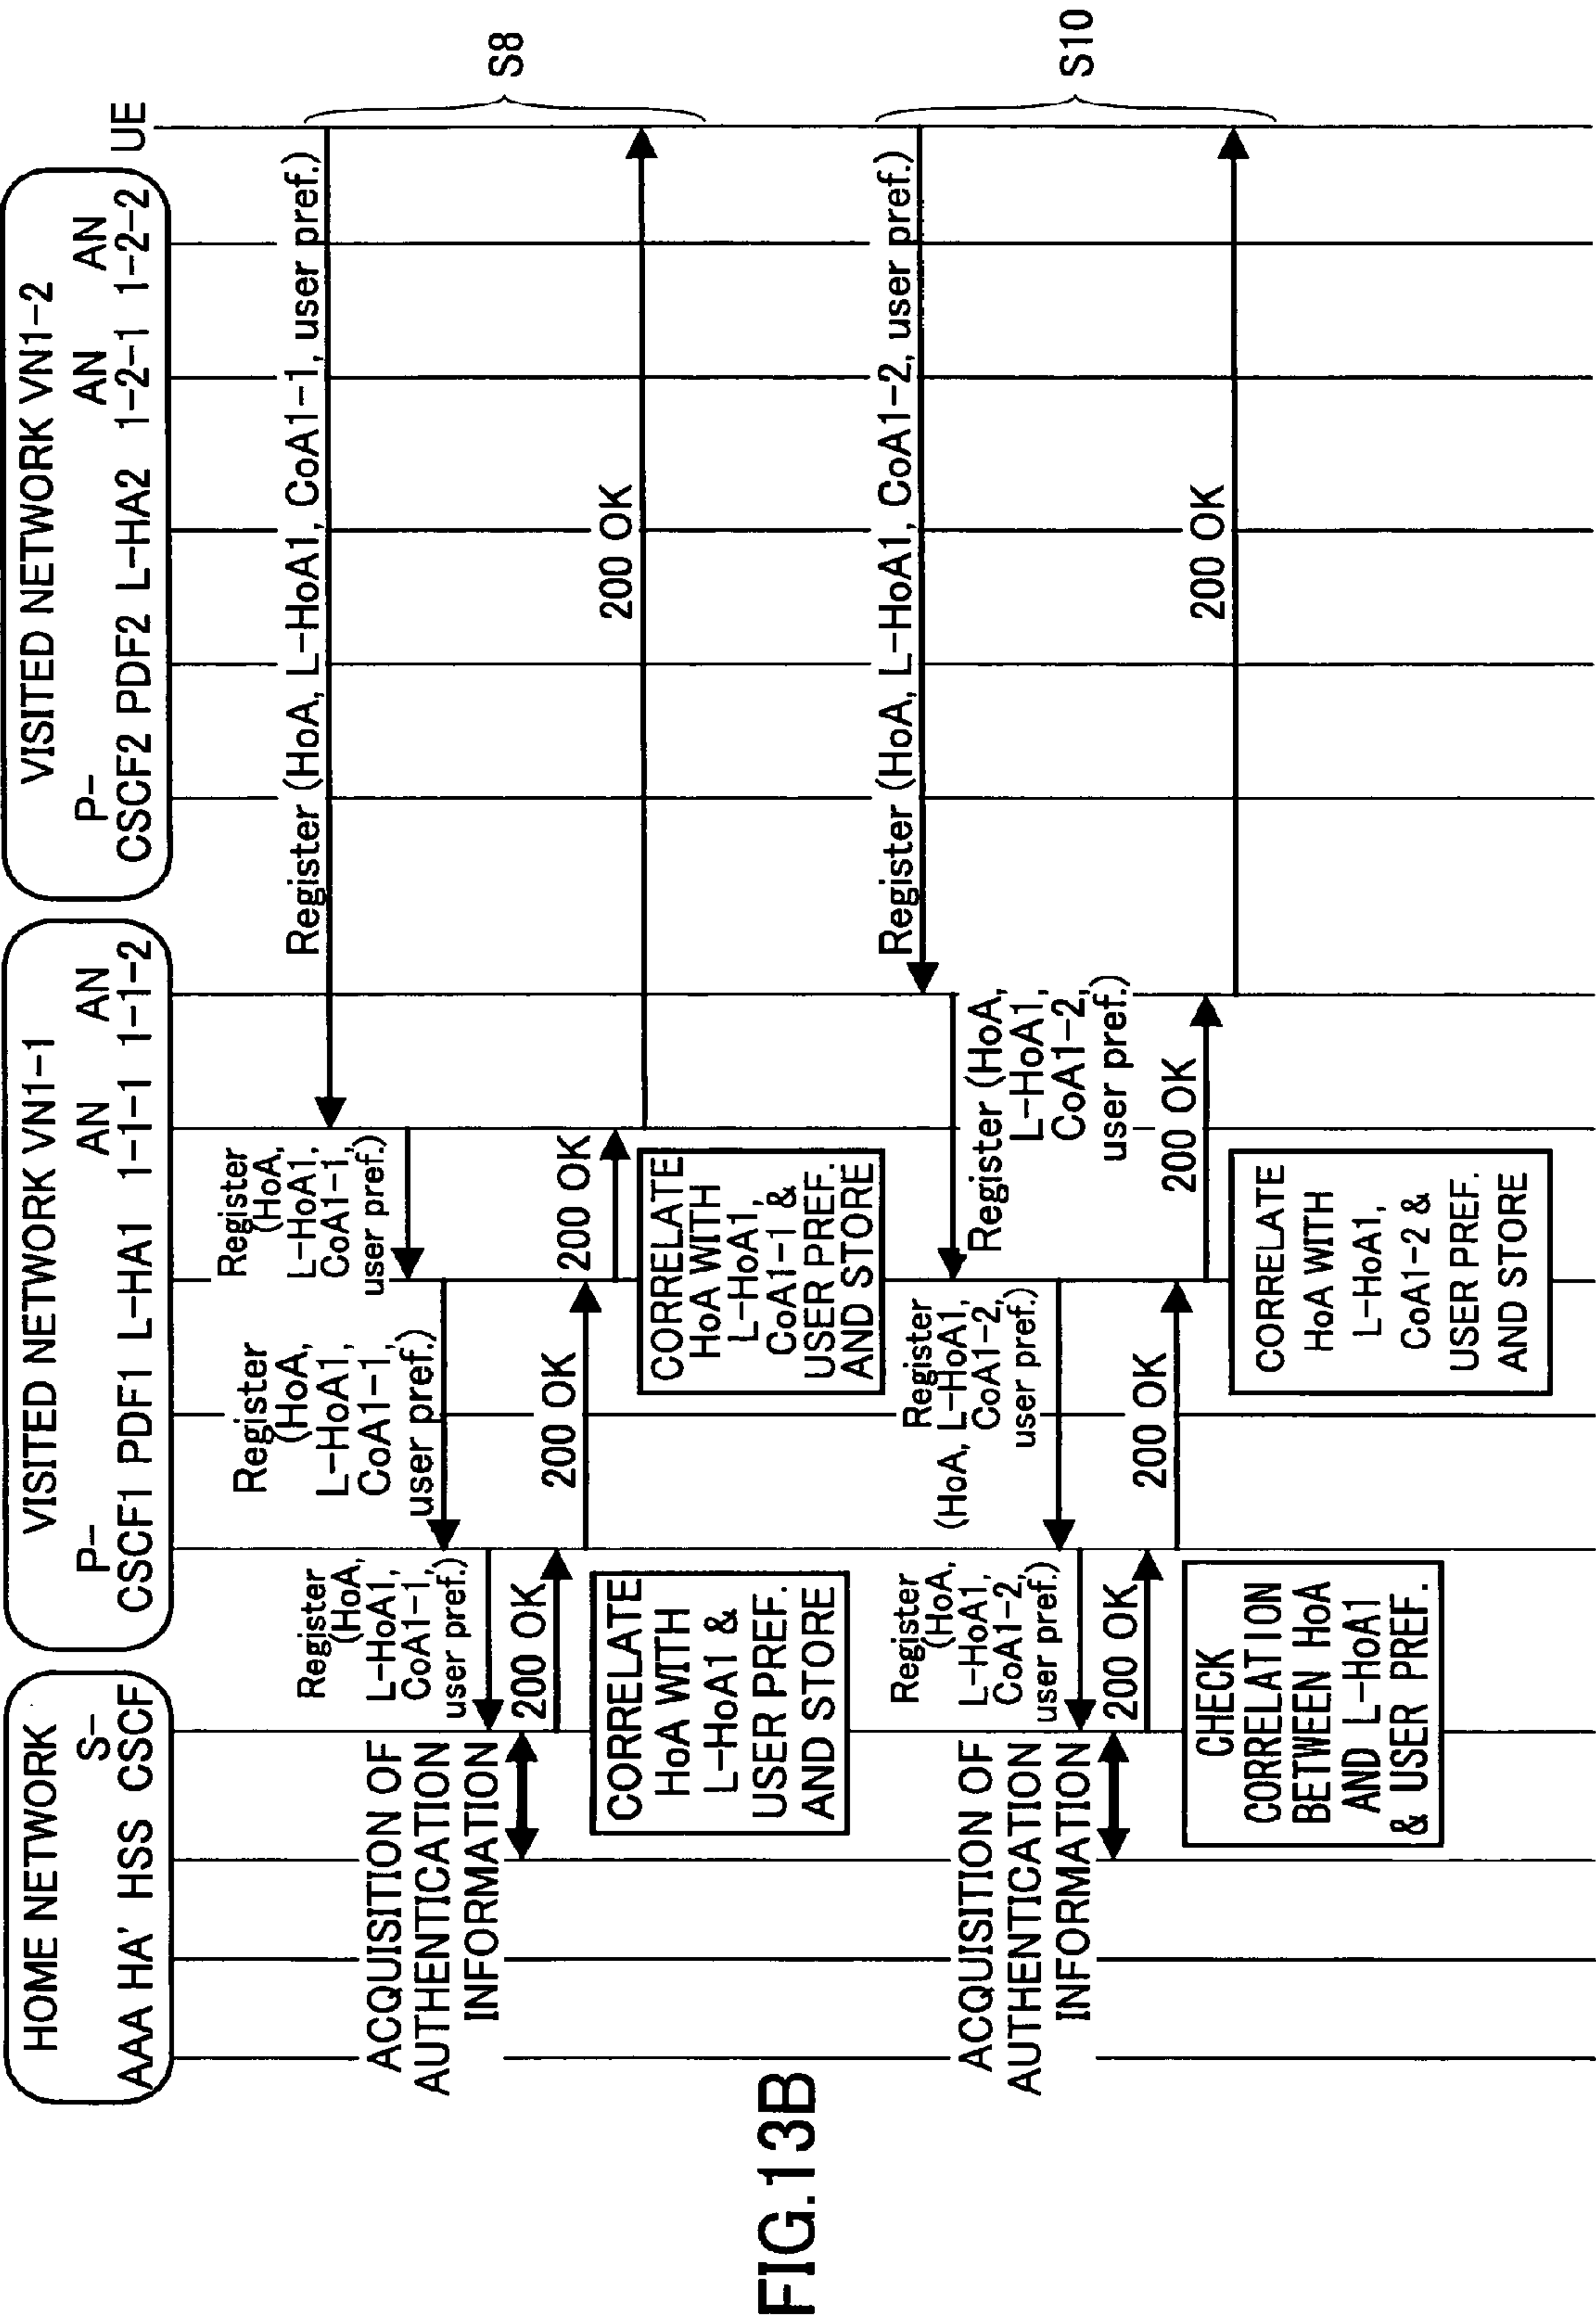 FIG.13B
HOME NETWORK
S-
AAA HA' HSS CSCF
VISITED NETWORK VN1-1
P- AN AN
CSCF1 PDF1 L-HA1 1-1-1 1-1-2
VISITED NETWORK VN1-2
P- AN AN
CSCF2 PDF2 L-HA2 1-2-1 1-2-2
UE
Register (HoA, L-HoA1, CoA1-1, user pref.)
Register
(HoA,
L-HoA1,
CoA1-1,
user pref.)
Register
(HoA,
L-HoA1,
CoA1-1,
user pref.)
Register
(HoA,
L-HoA1,
CoA1-1,
user pref.)
ACQUISITION OF
AUTHENTICATION
INFORMATION
200 OK
200 OK
200 OK
200 OK
CORRELATE
HoA WITH
L-HoA1 &
USER PREF.
AND STORE
CORRELATE
HoA WITH
L-HoA1,
CoA1-1 &
USER PREF.
AND STORE
S8
Register (HoA, L-HoA1, CoA1-2, user pref.)
Register (HoA,
L-HoA1,
CoA1-2,
user pref.)
Register
(HoA, L-HoA1,
CoA1-2,
user pref.)
Register
(HoA,
L-HoA1,
CoA1-2,
user pref.)
ACQUISITION OF
AUTHENTICATION
INFORMATION
200 OK
200 OK
200 OK
200 OK
CHECK
CORRELATION
BETWEEN HoA
AND L-HoA1
& USER PREF.
CORRELATE
HoA WITH
L-HoA1,
CoA1-2 &
USER PREF.
AND STORE
S10